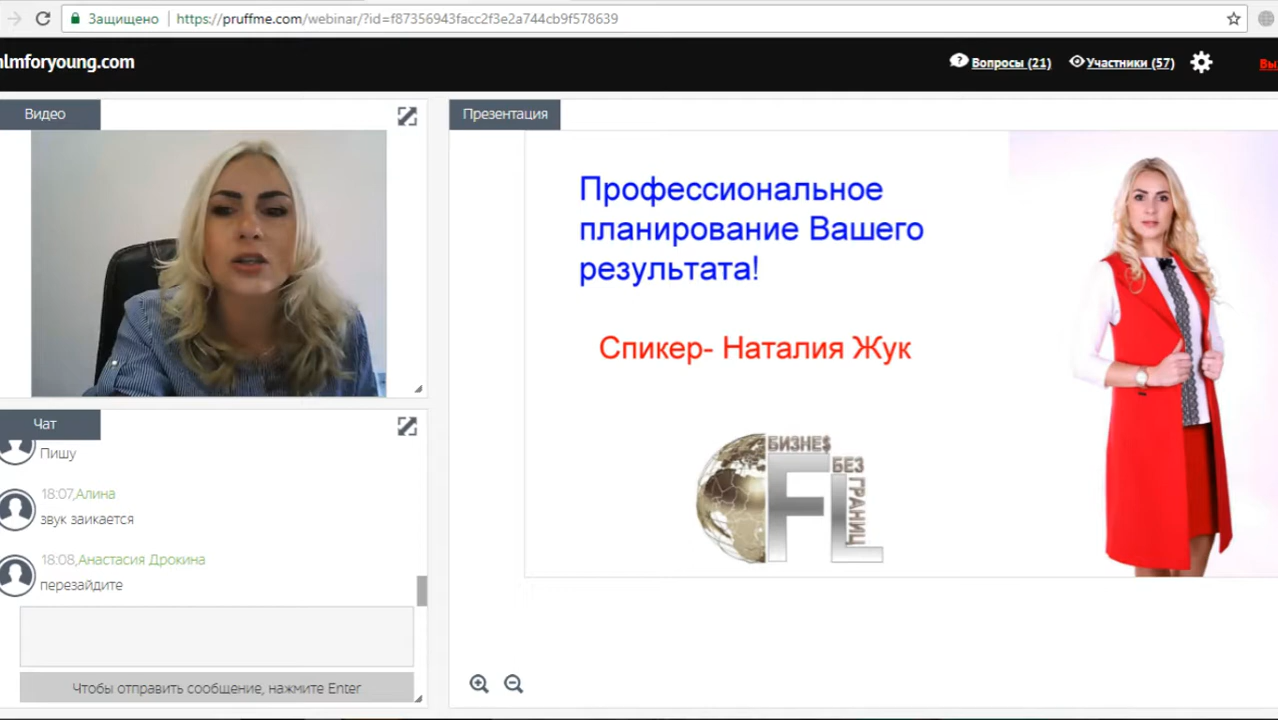 Защищено
https://pruffme.com/webinar/?id=f87356943facc2f3e2a744cb9f578639
mlmforyoung.com
Вопросы (21)
Участники (57)
Вы
Видео
Презентация
Профессиональное
планирование Вашего
результата!
Спикер- Наталия Жук
БИЗНЕ$
БЕЗ
ГРАНИЦ
FL
Чат
Пишу
18:07,Алина
звук заикается
18:08,Анастасия Дрокина
перезайдите
Чтобы отправить сообщение, нажмите Enter